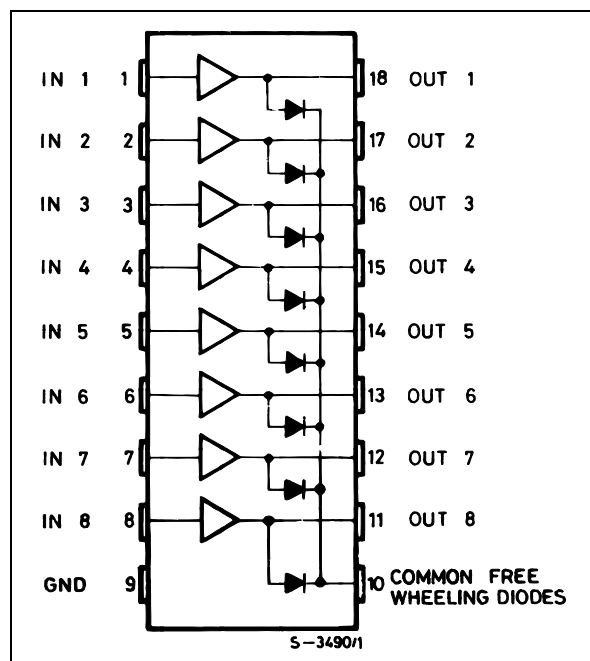 IN 1 1 18 OUT 1
IN 2 2 17 OUT 2
IN 3 3 16 OUT 3
IN 4 4 15 OUT 4
IN 5 5 14 OUT 5
IN 6 6 13 OUT 6
IN 7 7 12 OUT 7
IN 8 8 11 OUT 8
GND 9 10 COMMON FREE
WHEELING DIODES
S-3490/1